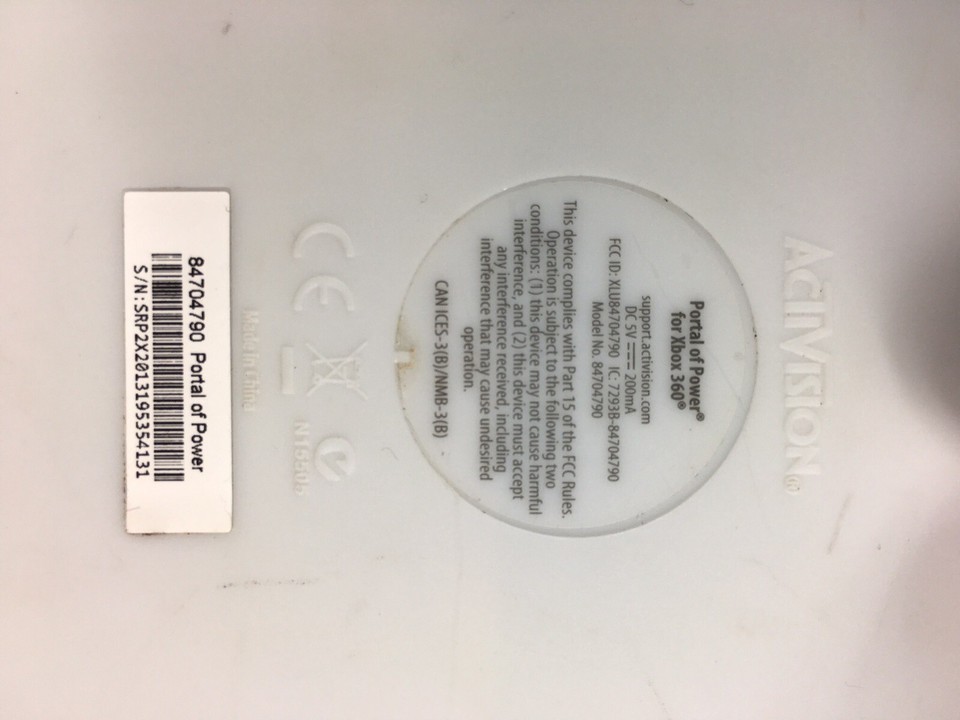 ACTIVISION
Portal of Power®
for Xbox 360®
support.activision.com
DC 5V 200mA
FCC ID: XLU84704790 IC: 7293B-84704790
Model No. 84704790
This device complies with Part 15 of the FCC Rules.
Operation is subject to the following two
conditions: (1) this device may not cause harmful
interference, and (2) this device must accept
any interference received, including
interference that may cause undesired
operation.
CAN ICES-3(B)/NMB-3(B)
CE
N15505
Made in China
84704790 Portal of Power
S/N:SRP2X2013195354131